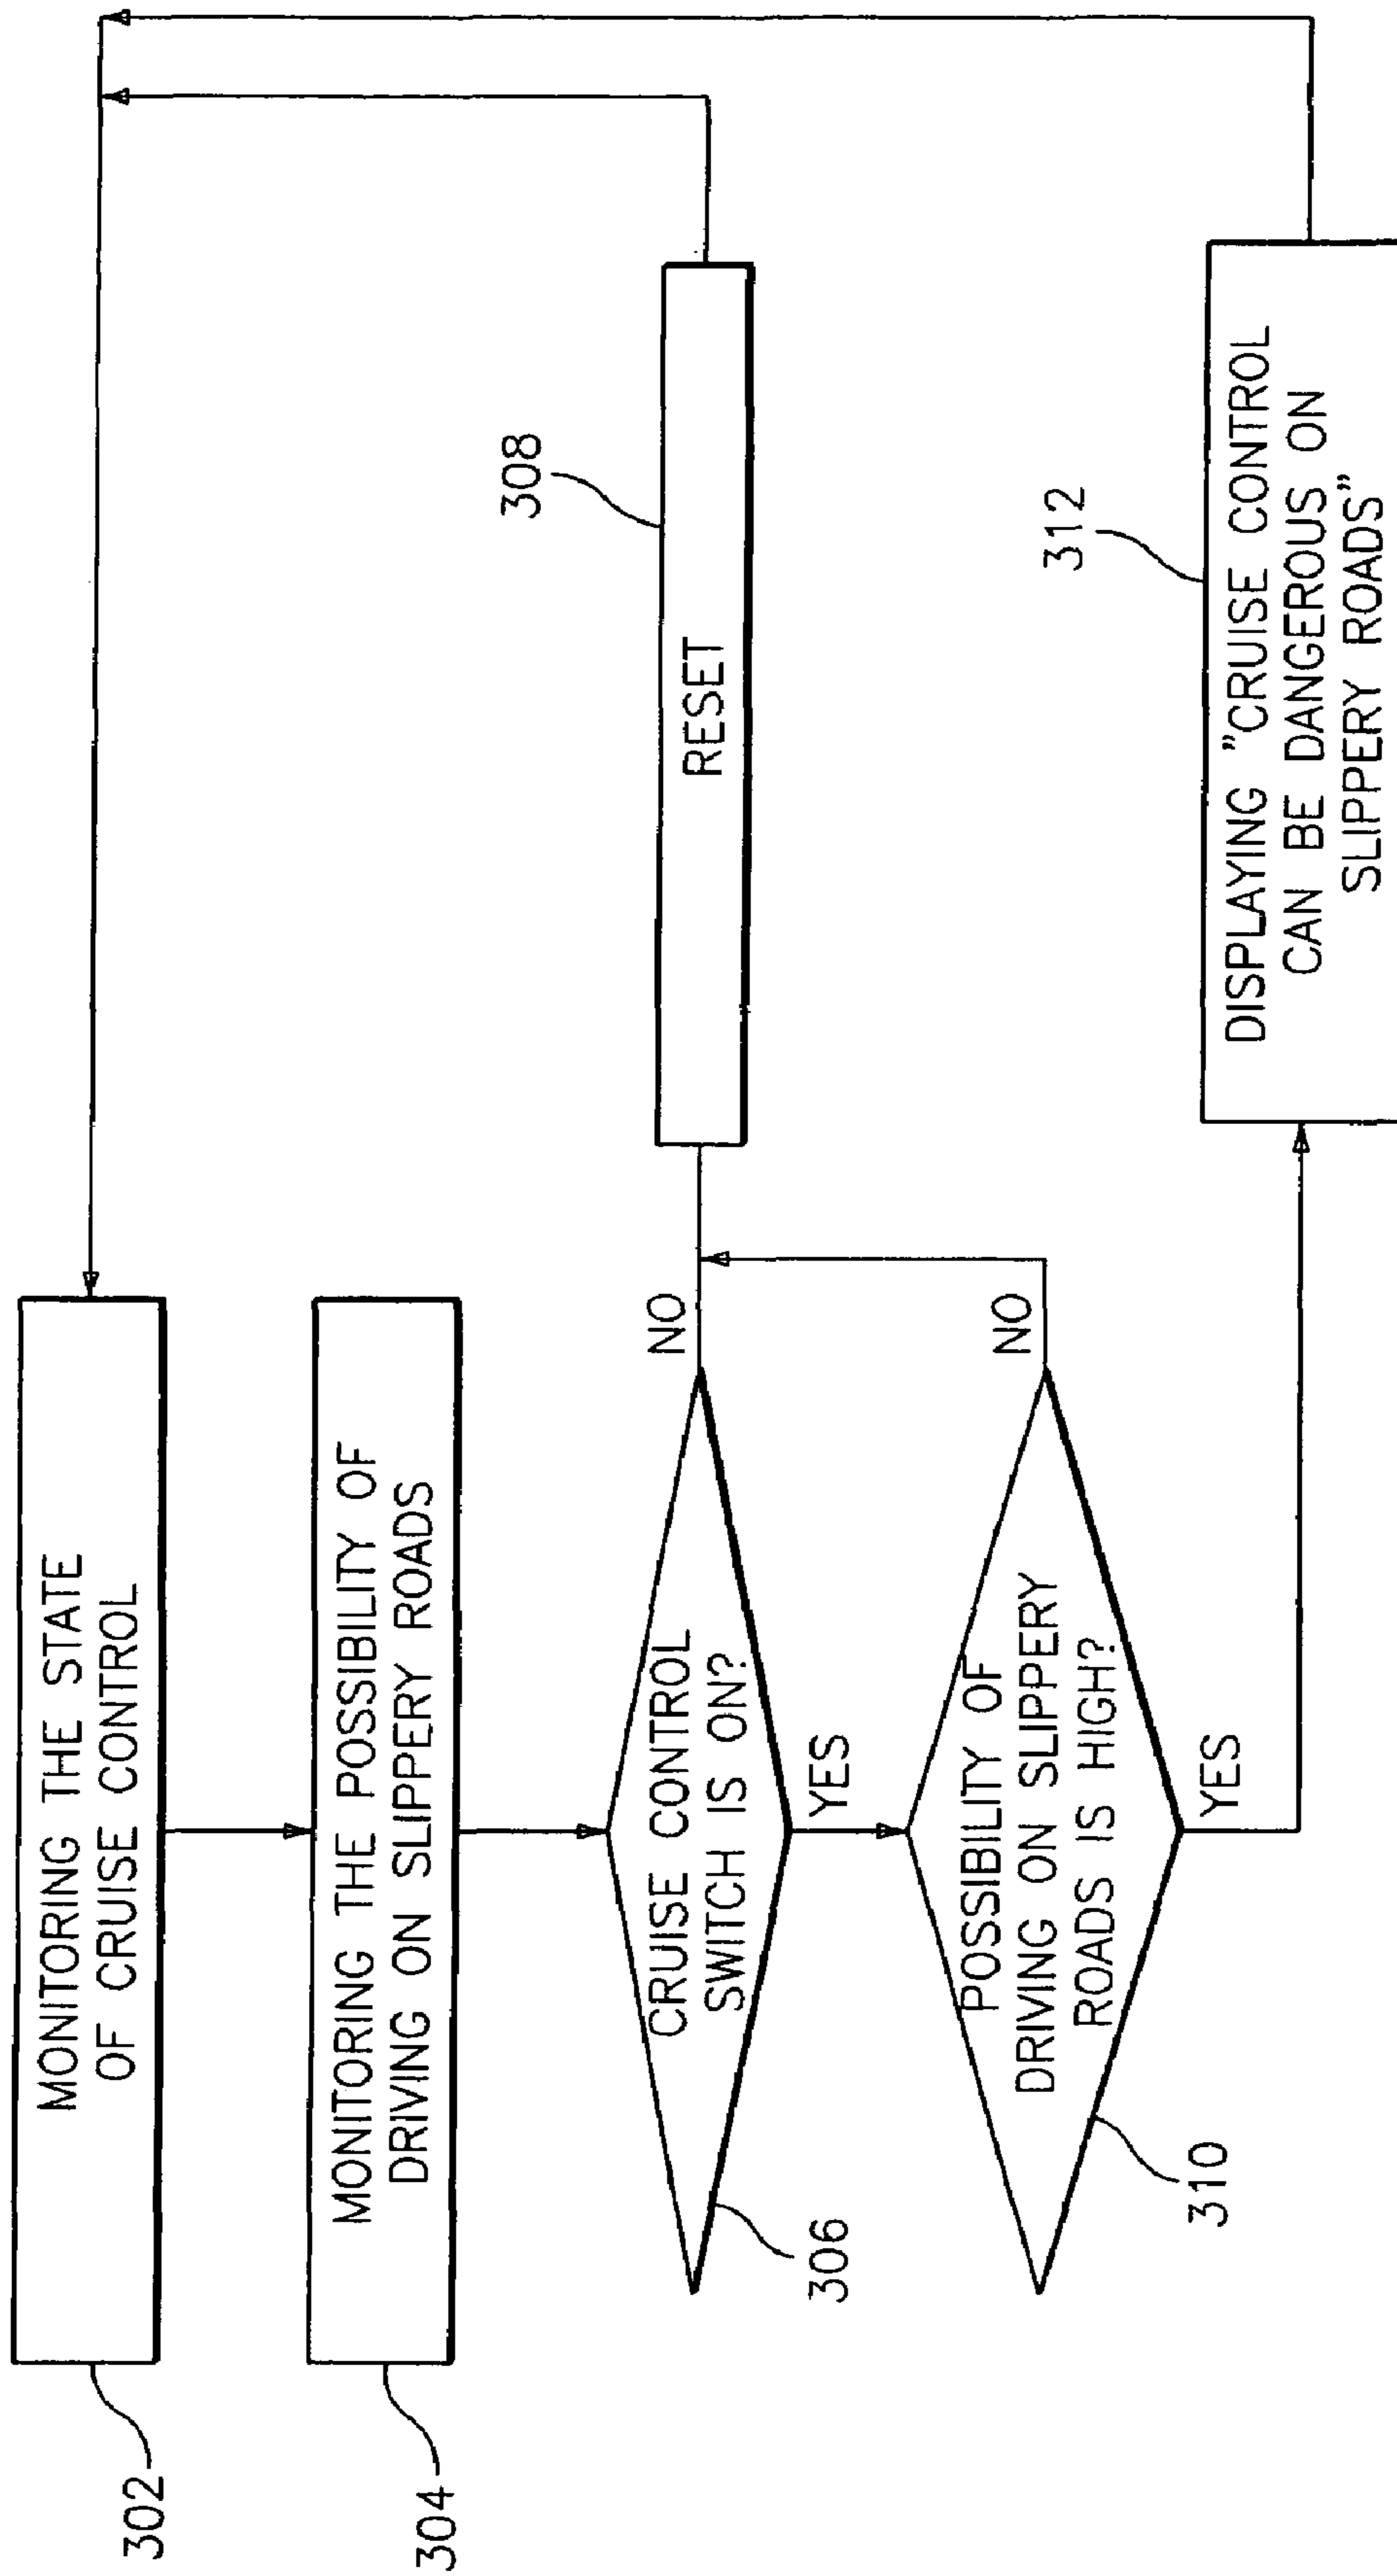 302
MONITORING THE STATE
OF CRUISE CONTROL
304
MONITORING THE POSSIBILITY OF
DRIVING ON SLIPPERY ROADS
306
CRUISE CONTROL
SWITCH IS ON?
NO
YES
308
RESET
310
POSSIBILITY OF
DRIVING ON SLIPPERY
ROADS IS HIGH?
NO
YES
312
DISPLAYING "CRUISE CONTROL
CAN BE DANGEROUS ON
SLIPPERY ROADS"